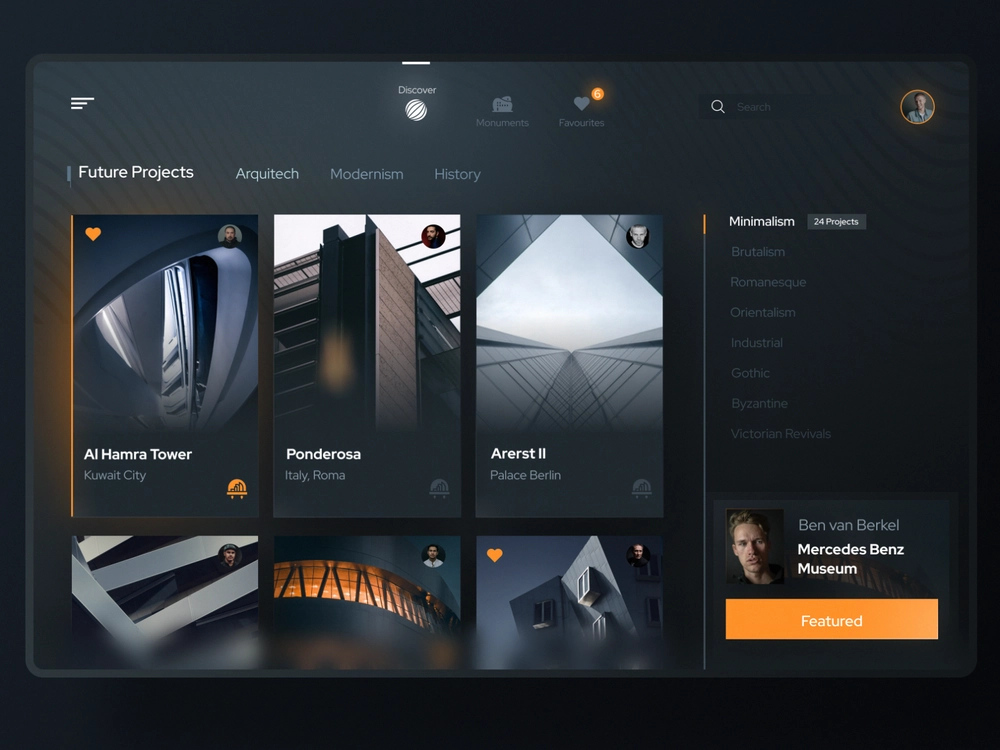 Discover
Monuments
Favourites
6
Search
Future Projects
Arquitech
Modernism
History
Al Hamra Tower
Kuwait City
Ponderosa
Italy, Roma
Arerst II
Palace Berlin
Minimalism
24 Projects
Brutalism
Romanesque
Orientalism
Industrial
Gothic
Byzantine
Victorian Revivals
Ben van Berkel
Mercedes Benz
Museum
Featured